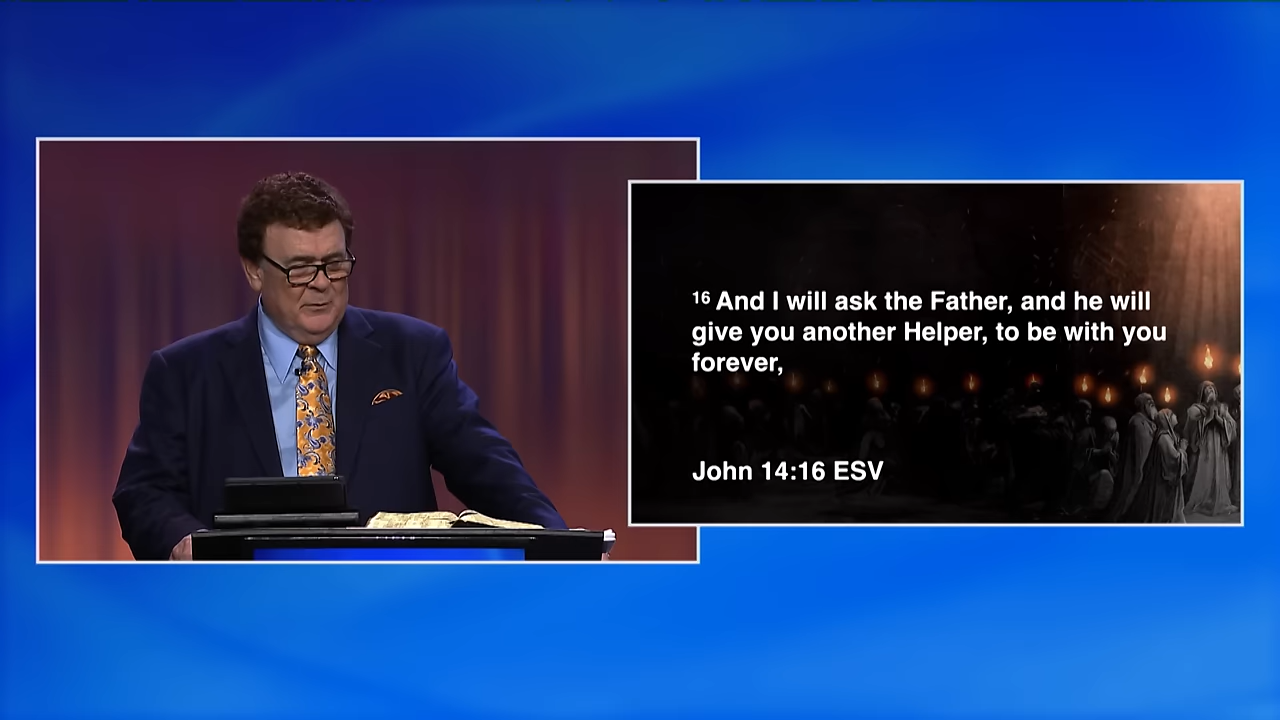 16 And I will ask the Father, and he will
give you another Helper, to be with you
forever,
John 14:16 ESV